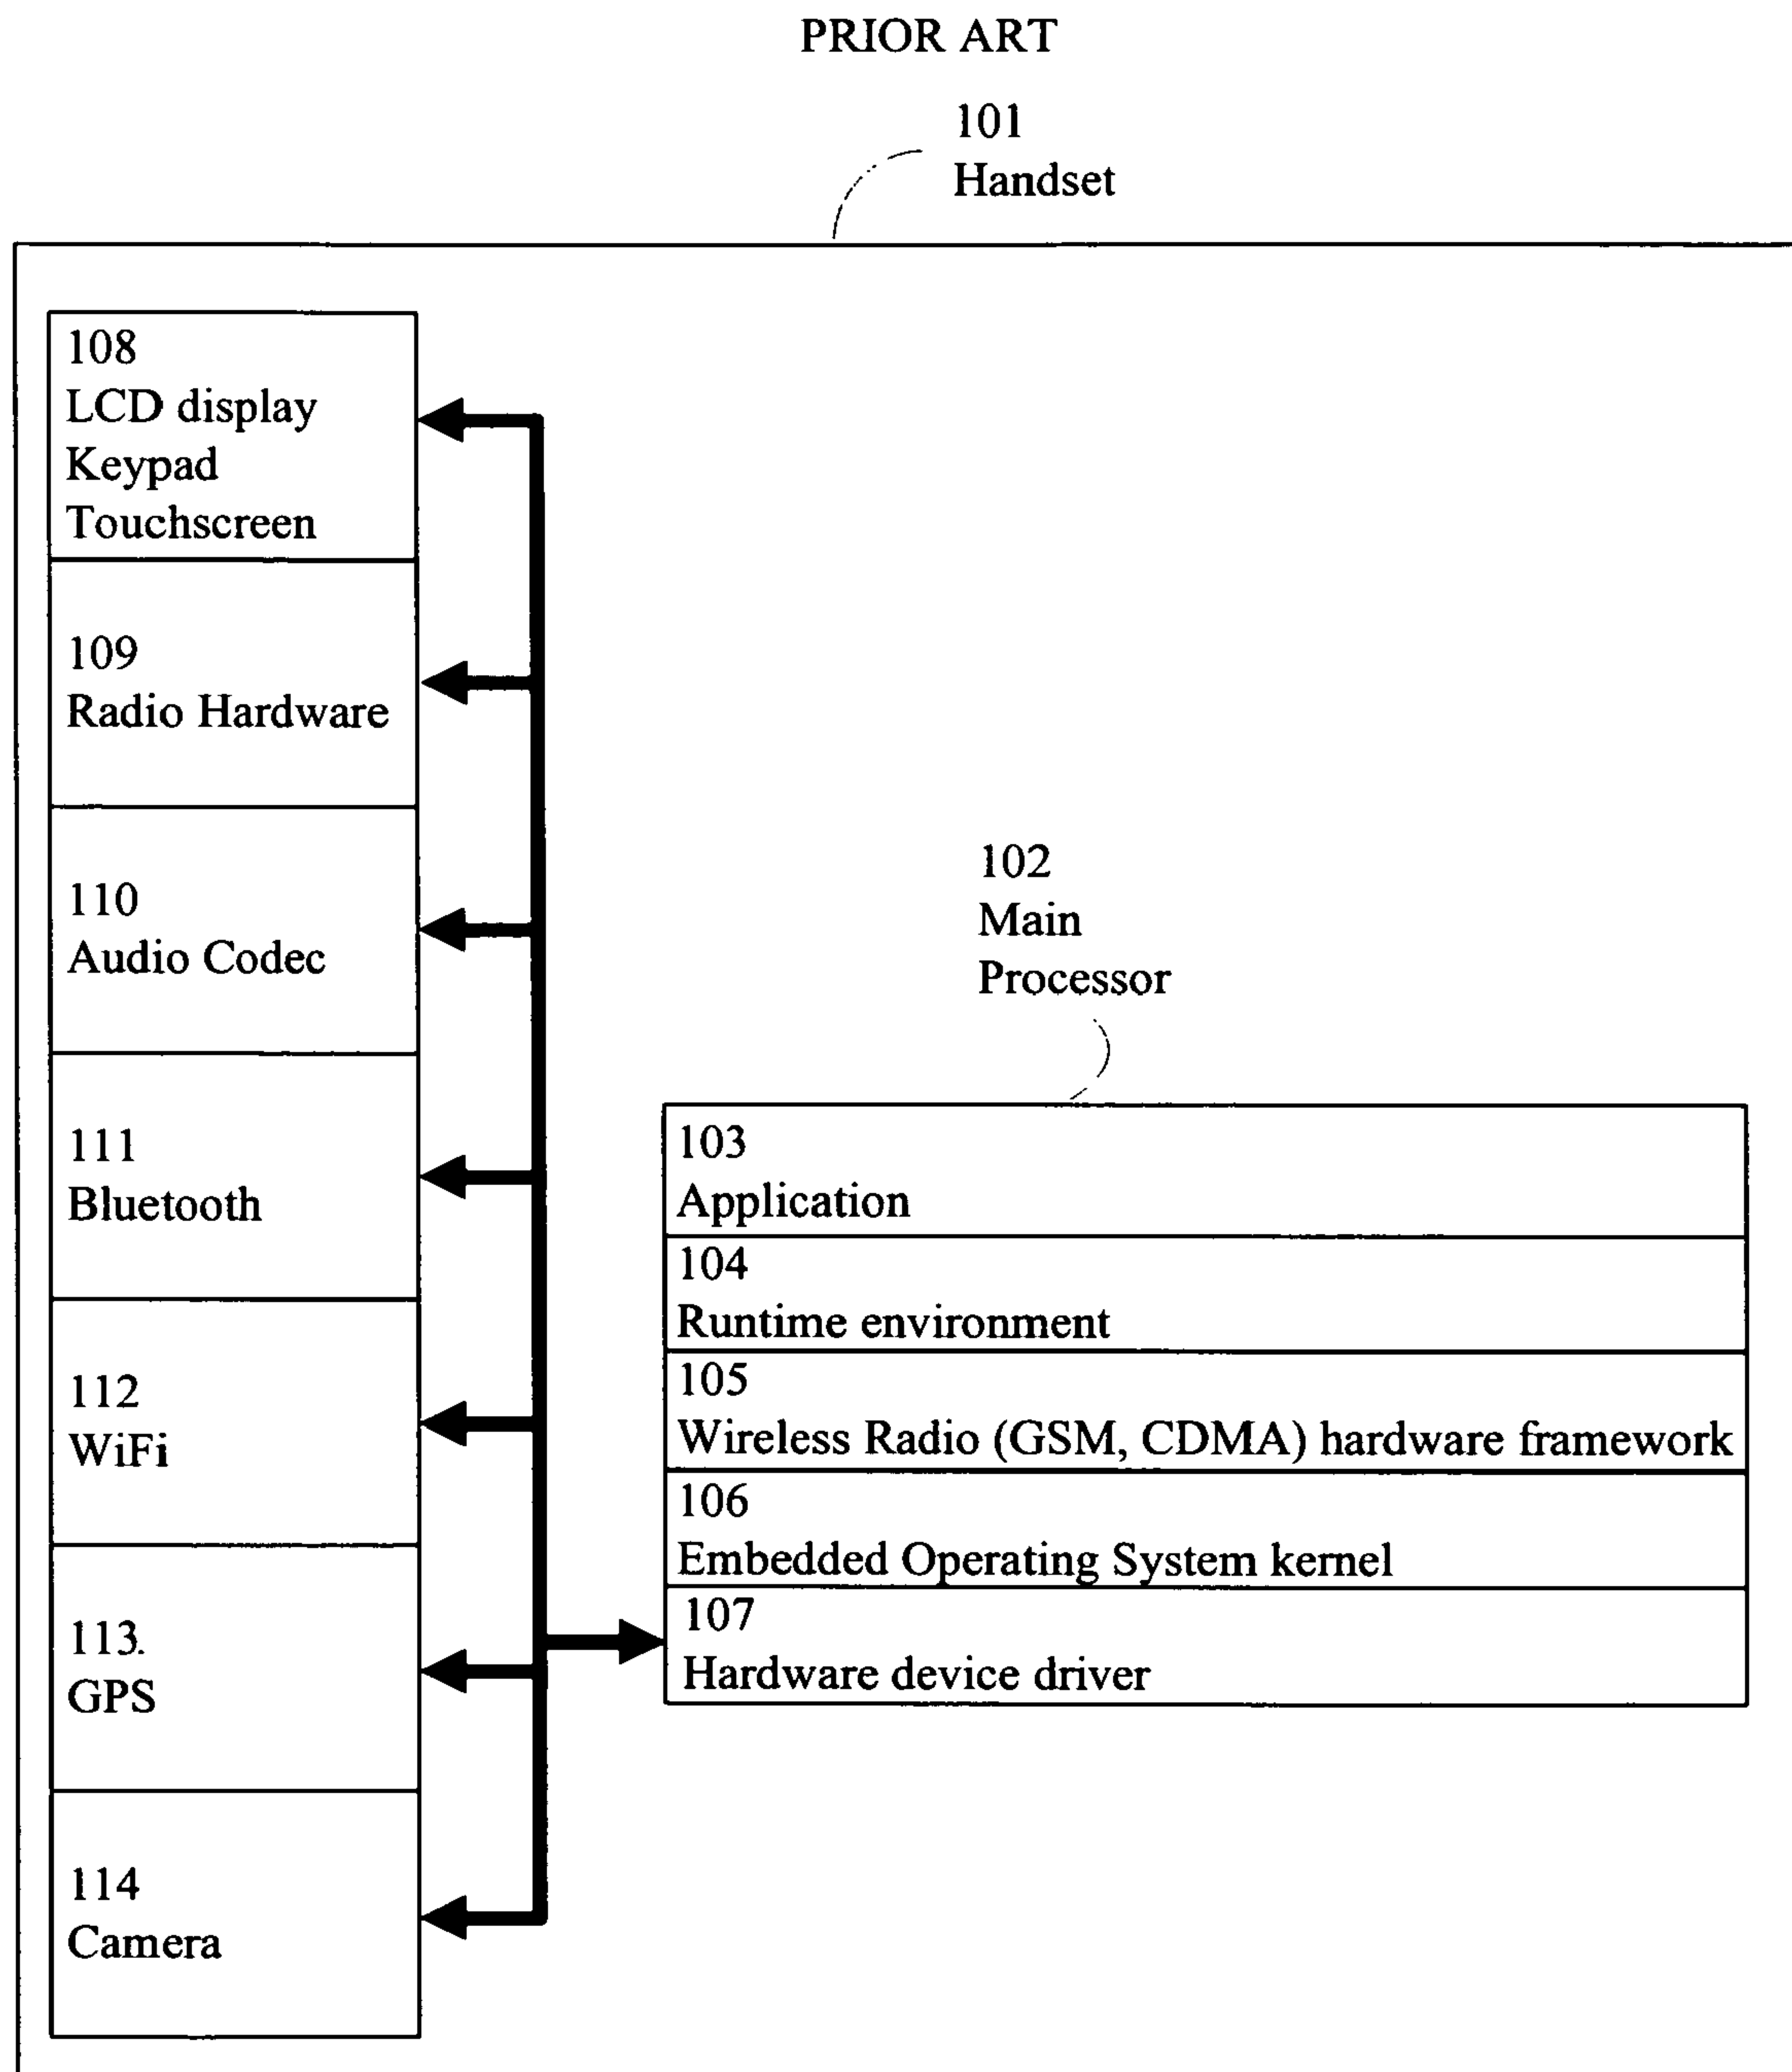 PRIOR ART
101
Handset
108
LCD display
Keypad
Touchscreen
109
Radio Hardware
110
Audio Codec
111
Bluetooth
112
WiFi
113.
GPS
114
Camera
102
Main
Processor
103
Application
104
Runtime environment
105
Wireless Radio (GSM, CDMA) hardware framework
106
Embedded Operating System kernel
107
Hardware device driver